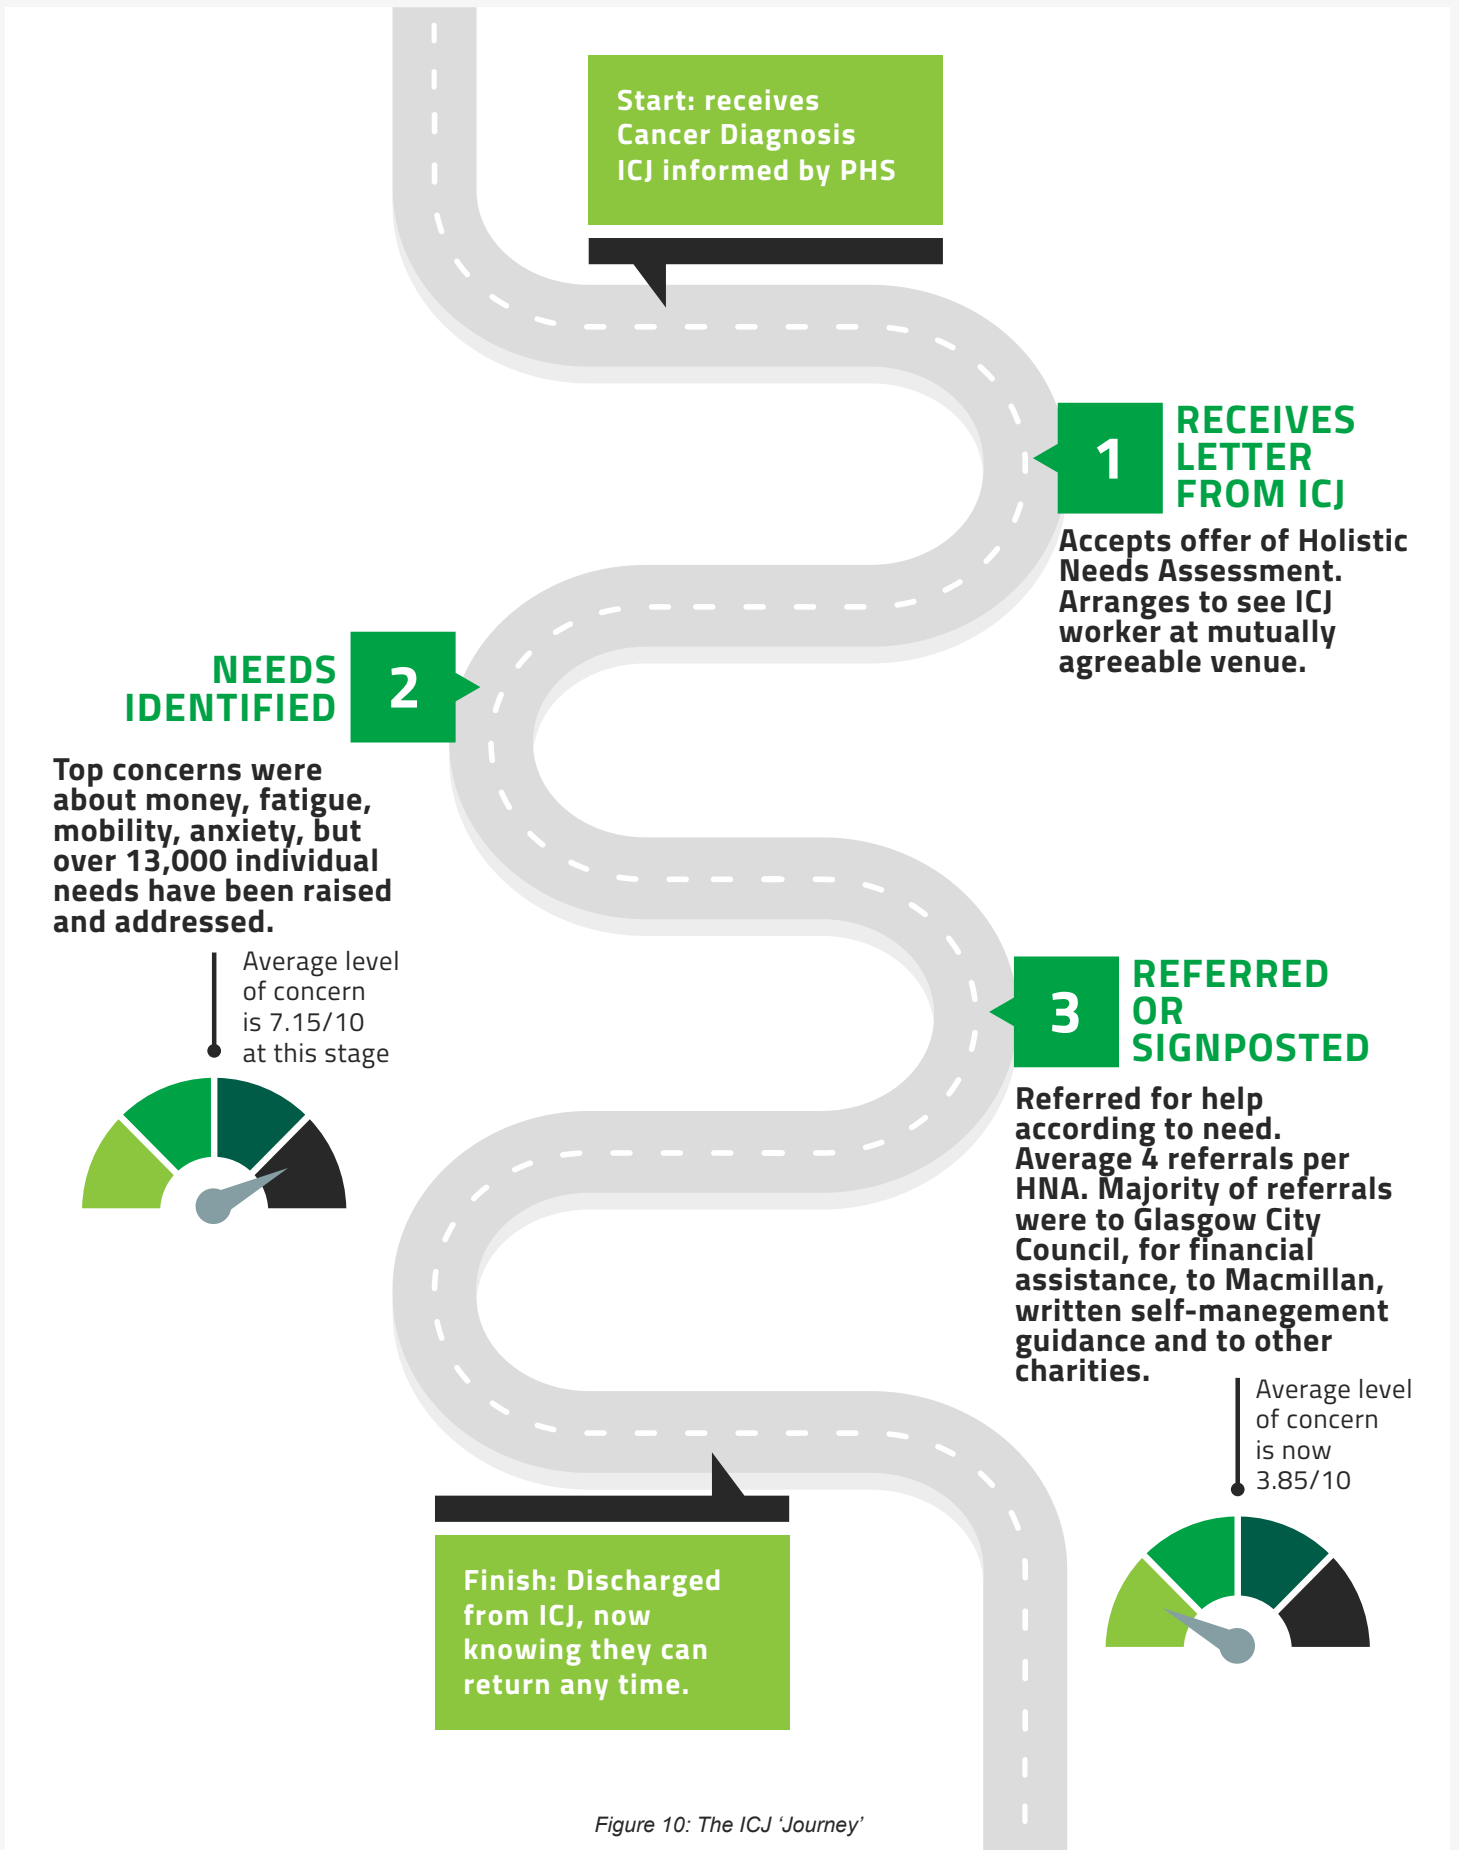 Start: receives
Cancer Diagnosis
ICJ informed by PHS
1
RECEIVES
LETTER
FROM ICJ
Accepts offer of Holistic
Needs Assessment.
Arranges to see ICJ
worker at mutually
agreeable venue.
2
NEEDS
IDENTIFIED
Top concerns were
about money, fatigue,
mobility, anxiety, but
over 13,000 individual
needs have been raised
and addressed.
Average level
of concern
is 7.15/10
at this stage
3
REFERRED
OR
SIGNPOSTED
Referred for help
according to need.
Average 4 referrals per
HNA. Majority of referrals
were to Glasgow City
Council, for financial
assistance, to Macmillan,
written self-manegement
guidance and to other
charities.
Average level
of concern
is now
3.85/10
Finish: Discharged
from ICJ, now
knowing they can
return any time.
Figure 10: The ICJ ‘Journey’